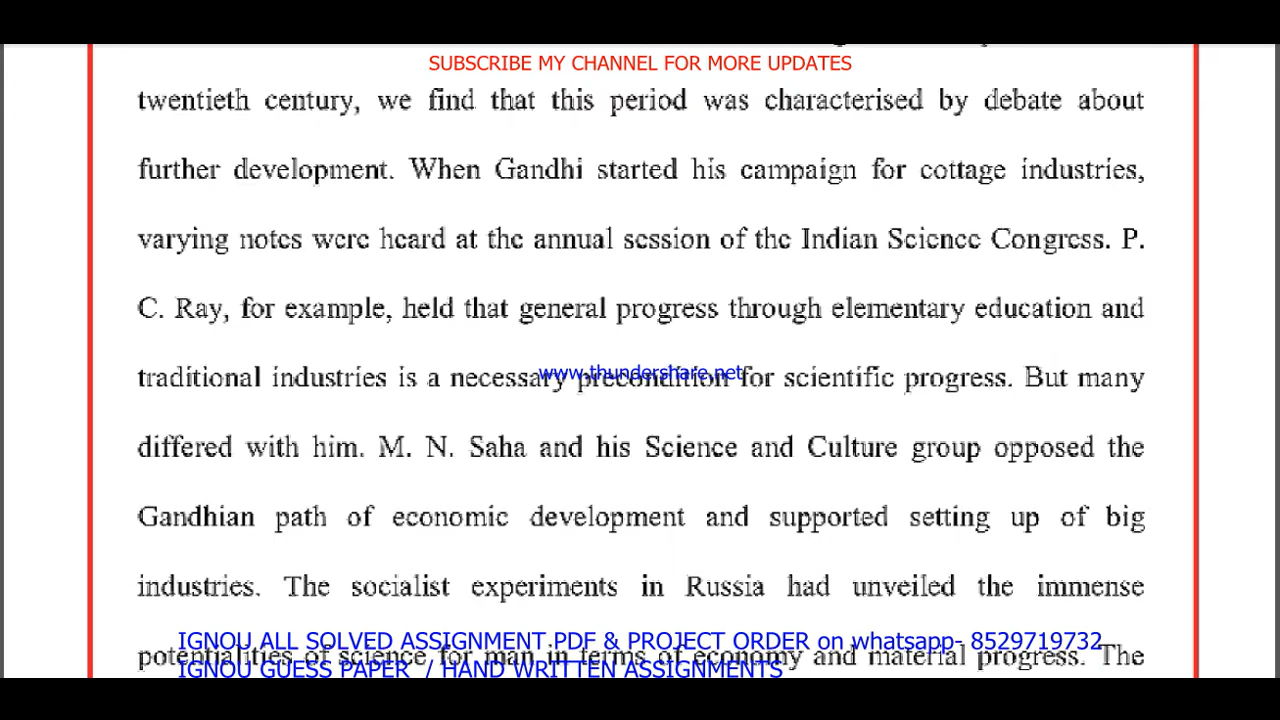 SUBSCRIBE MY CHANNEL FOR MORE UPDATES
twentieth century, we find that this period was characterised by debate about
further development. When Gandhi started his campaign for cottage industries,
varying notes were heard at the annual session of the Indian Science Congress. P.
C. Ray, for example, held that general progress through elementary education and
traditional industries is a necessary precondition for scientific progress. But many
www.thundershare.net
differed with him. M. N. Saha and his Science and Culture group opposed the
Gandhian path of economic development and supported setting up of big
industries. The socialist experiments in Russia had unveiled the immense
IGNOU ALL SOLVED ASSIGNMENT PDF & PROJECT ORDER on whatsapp- 8529719732
potentialities of science for man in terms of economy and material progress. The
IGNOU GUESS PAPER / HAND WRITTEN ASSIGNMENTS